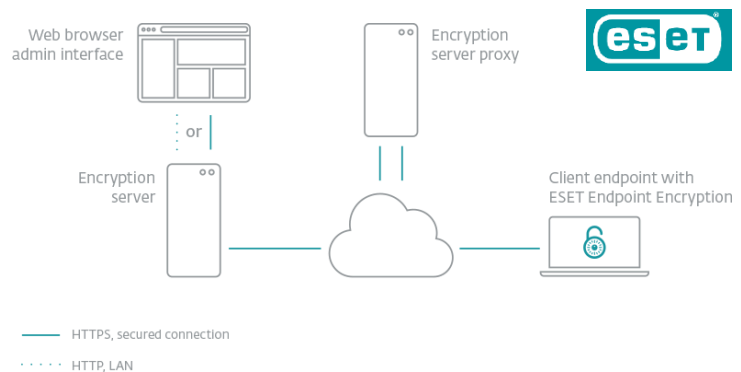 Web browser
admin interface
Encryption
server proxy
eseT
®
or
Encryption
server
Client endpoint with
ESET Endpoint Encryption
HTTPS, secured connection
HTTP, LAN